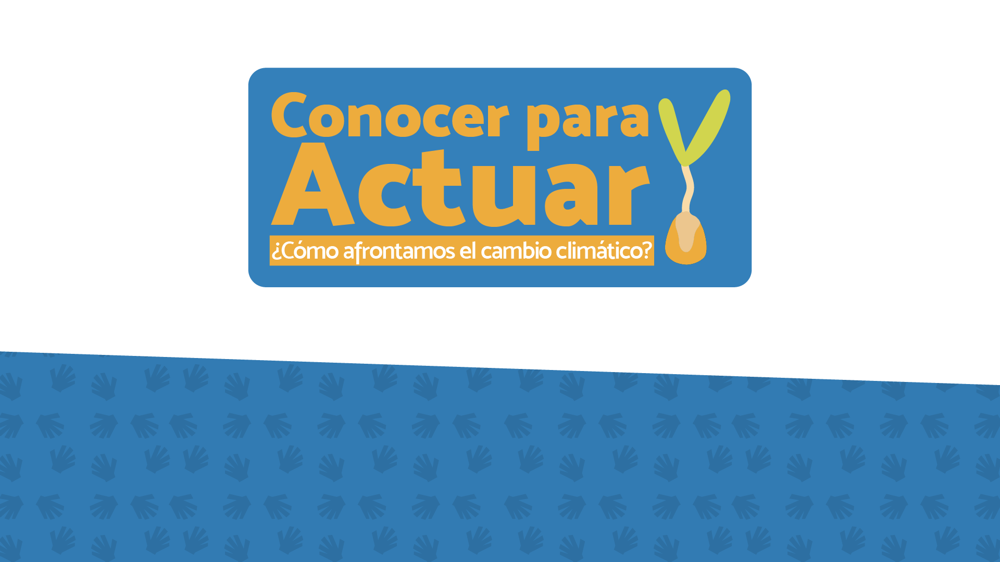 Conocer para
Actuar
¿Cómo afrontamos el cambio climático?